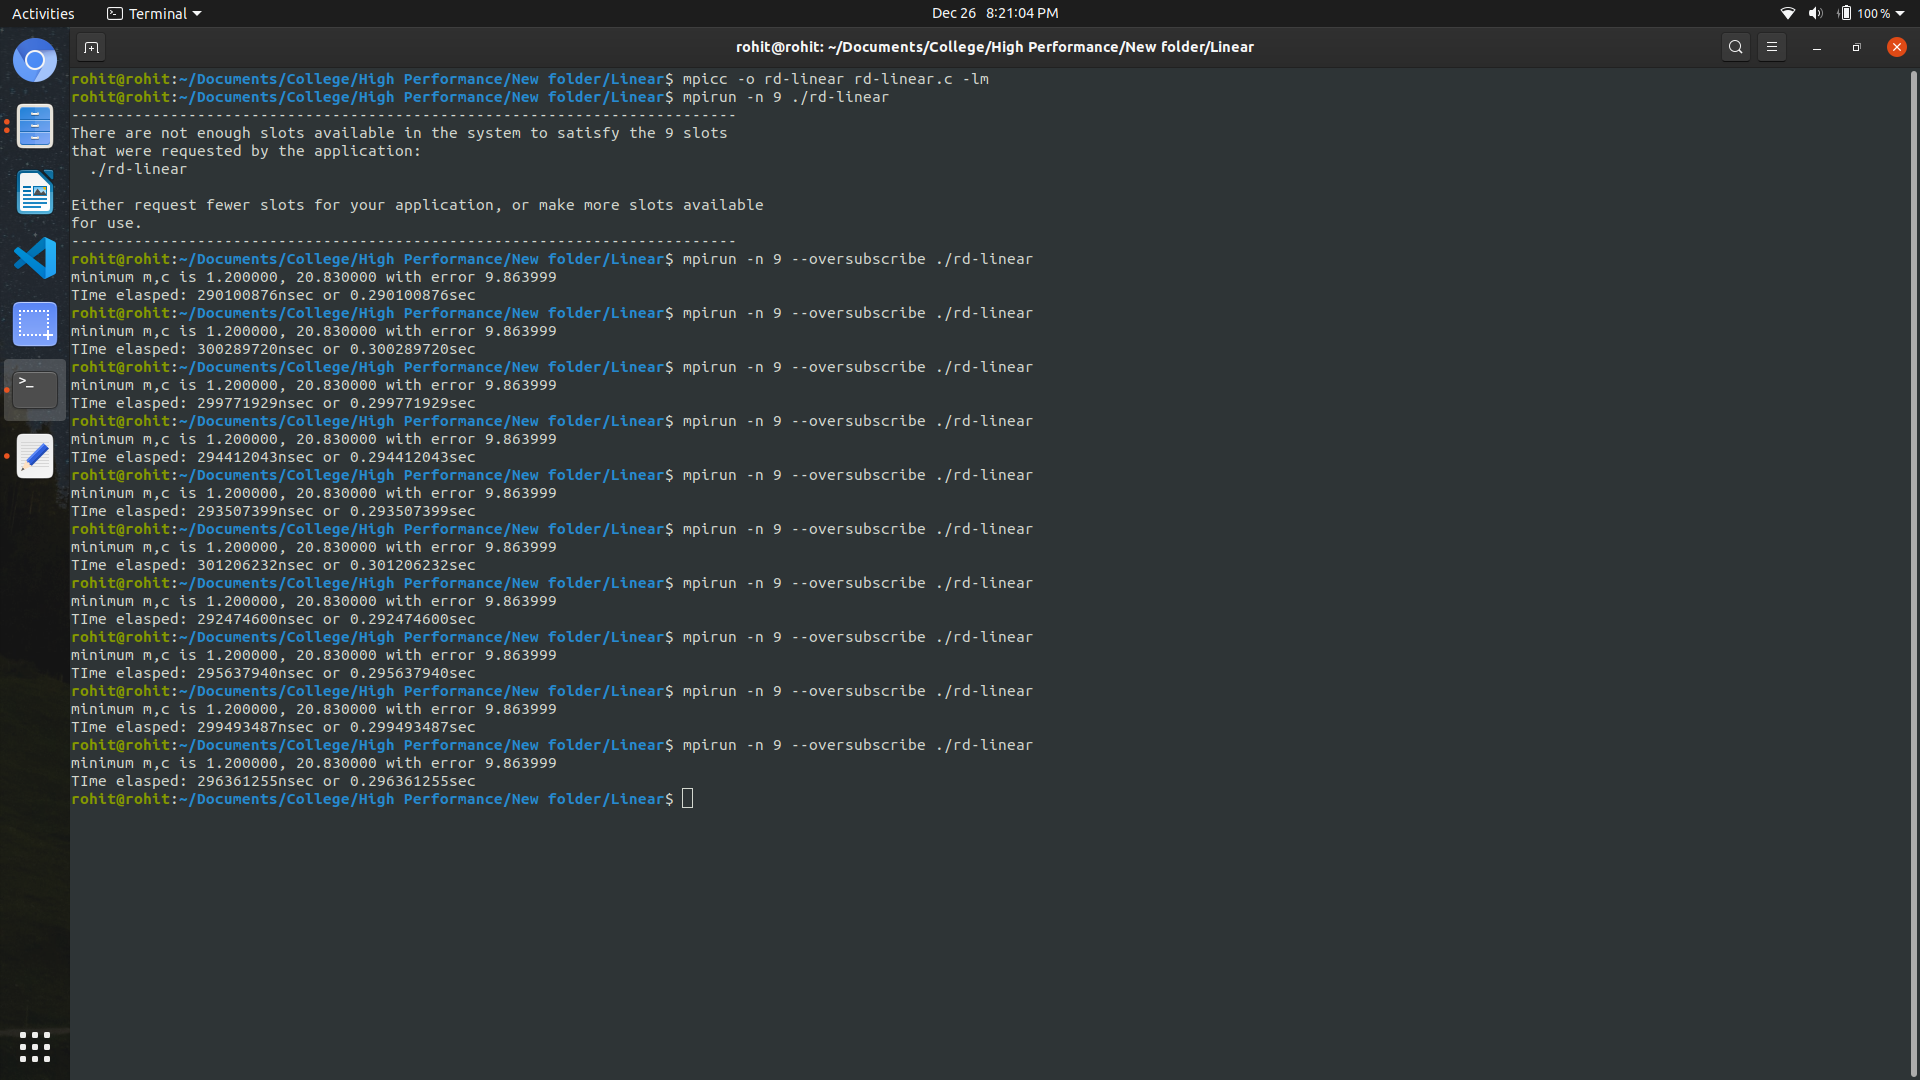 Activities Terminal Dec 26 8:21:04 PM 100 %
rohit@rohit: ~/Documents/College/High Performance/New folder/Linear
rohit@rohit:~/Documents/College/High Performance/New folder/Linear$ mpicc -o rd-linear rd-linear.c -lm
rohit@rohit:~/Documents/College/High Performance/New folder/Linear$ mpirun -n 9 ./rd-linear
--------------------------------------------------------------------------
There are not enough slots available in the system to satisfy the 9 slots
that were requested by the application:
  ./rd-linear

Either request fewer slots for your application, or make more slots available
for use.
--------------------------------------------------------------------------
rohit@rohit:~/Documents/College/High Performance/New folder/Linear$ mpirun -n 9 --oversubscribe ./rd-linear
minimum m,c is 1.200000, 20.830000 with error 9.863999
TIme elasped: 290100876nsec or 0.290100876sec
rohit@rohit:~/Documents/College/High Performance/New folder/Linear$ mpirun -n 9 --oversubscribe ./rd-linear
minimum m,c is 1.200000, 20.830000 with error 9.863999
TIme elasped: 300289720nsec or 0.300289720sec
rohit@rohit:~/Documents/College/High Performance/New folder/Linear$ mpirun -n 9 --oversubscribe ./rd-linear
minimum m,c is 1.200000, 20.830000 with error 9.863999
TIme elasped: 299771929nsec or 0.299771929sec
rohit@rohit:~/Documents/College/High Performance/New folder/Linear$ mpirun -n 9 --oversubscribe ./rd-linear
minimum m,c is 1.200000, 20.830000 with error 9.863999
TIme elasped: 294412043nsec or 0.294412043sec
rohit@rohit:~/Documents/College/High Performance/New folder/Linear$ mpirun -n 9 --oversubscribe ./rd-linear
minimum m,c is 1.200000, 20.830000 with error 9.863999
TIme elasped: 293507399nsec or 0.293507399sec
rohit@rohit:~/Documents/College/High Performance/New folder/Linear$ mpirun -n 9 --oversubscribe ./rd-linear
minimum m,c is 1.200000, 20.830000 with error 9.863999
TIme elasped: 301206232nsec or 0.301206232sec
rohit@rohit:~/Documents/College/High Performance/New folder/Linear$ mpirun -n 9 --oversubscribe ./rd-linear
minimum m,c is 1.200000, 20.830000 with error 9.863999
TIme elasped: 292474600nsec or 0.292474600sec
rohit@rohit:~/Documents/College/High Performance/New folder/Linear$ mpirun -n 9 --oversubscribe ./rd-linear
minimum m,c is 1.200000, 20.830000 with error 9.863999
TIme elasped: 295637940nsec or 0.295637940sec
rohit@rohit:~/Documents/College/High Performance/New folder/Linear$ mpirun -n 9 --oversubscribe ./rd-linear
minimum m,c is 1.200000, 20.830000 with error 9.863999
TIme elasped: 299493487nsec or 0.299493487sec
rohit@rohit:~/Documents/College/High Performance/New folder/Linear$ mpirun -n 9 --oversubscribe ./rd-linear
minimum m,c is 1.200000, 20.830000 with error 9.863999
TIme elasped: 296361255nsec or 0.296361255sec
rohit@rohit:~/Documents/College/High Performance/New folder/Linear$